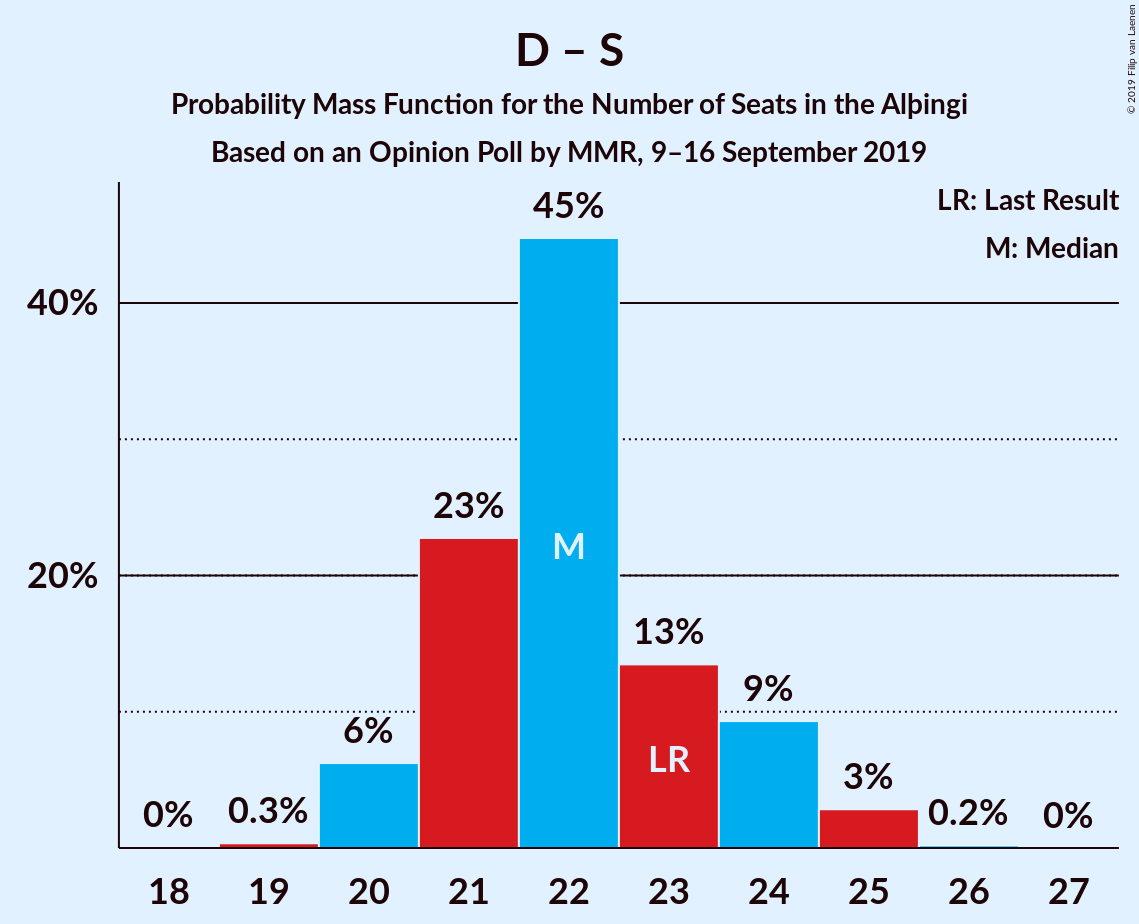 D – S
Probability Mass Function for the Number of Seats in the Alþingi
Based on an Opinion Poll by MMR, 9–16 September 2019
© 2019 Filip van Laenen
LR: Last Result
M: Median
45%
40%
23%
M
20%
13%
9%
6%
LR
3%
0%
0.3%
0.2%
0%
18 19 20 21 22 23 24 25 26 27